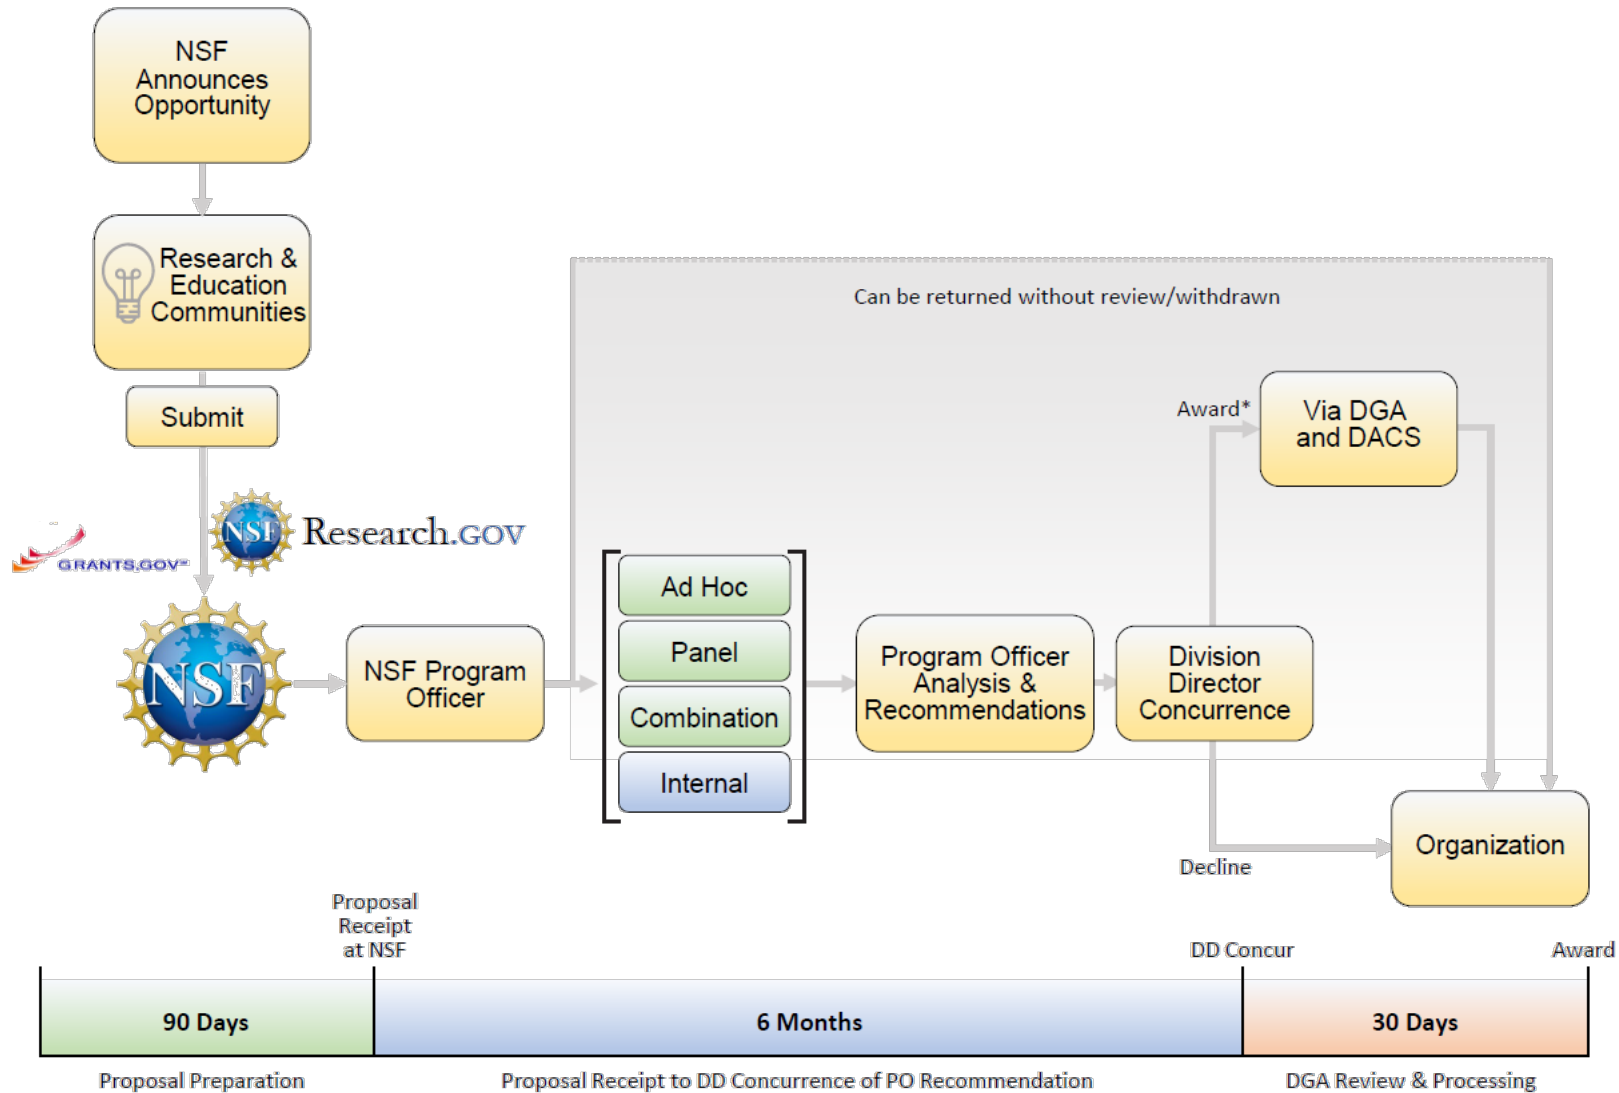 NSF
Announces
Opportunity
Research &
Education
Communities
Submit
NSF
Research.GOV
GRANTS.GOV℠
NSF
NSF Program
Officer
Can be returned without review/withdrawn
Ad Hoc
Panel
Combination
Internal
Program Officer
Analysis &
Recommendations
Division
Director
Concurrence
Award*
Via DGA
and DACS
Decline
Organization
Proposal
Receipt
at NSF
DD Concur
Award
90 Days
6 Months
30 Days
Proposal Preparation
Proposal Receipt to DD Concurrence of PO Recommendation
DGA Review & Processing